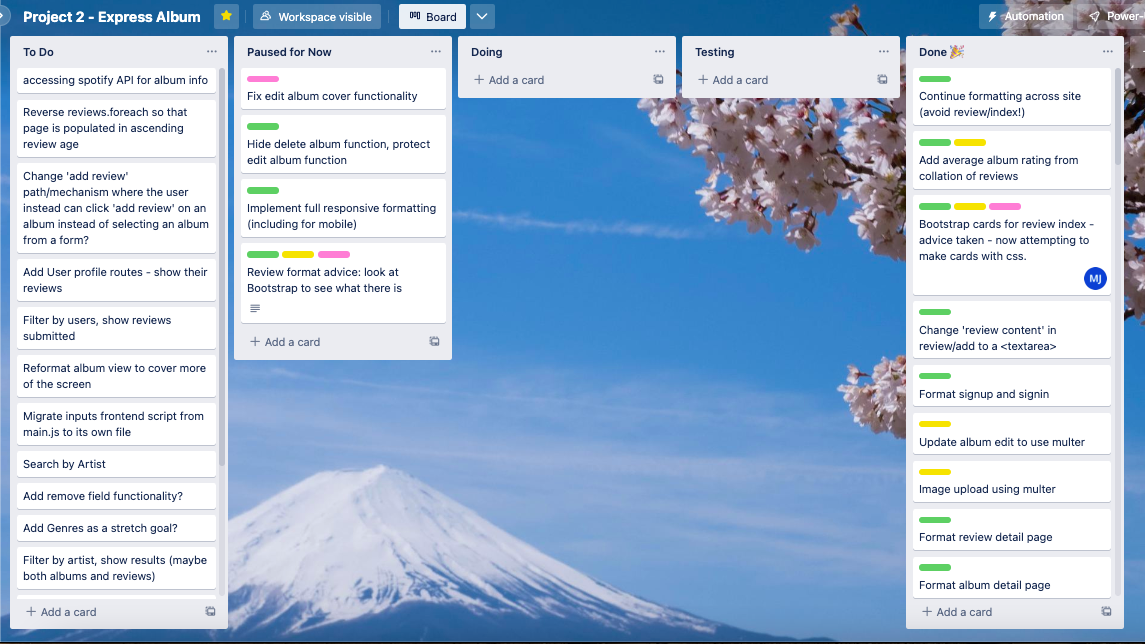 Project 2 - Express Album
Workspace visible
Board
Automation
Power-
To Do
accessing spotify API for album info
Reverse reviews.foreach so that
page is populated in ascending
review age
Change 'add review'
path/mechanism where the user
instead can click 'add review' on an
album instead of selecting an album
from a form?
Add User profile routes - show their
reviews
Filter by users, show reviews
submitted
Reformat album view to cover more
of the screen
Migrate inputs frontend script from
main.js to its own file
Search by Artist
Add remove field functionality?
Add Genres as a stretch goal?
Filter by artist, show results (maybe
both albums and reviews)
+ Add a card
Paused for Now
Fix edit album cover functionality
Hide delete album function, protect
edit album function
Implement full responsive formatting
(including for mobile)
Review format advice: look at
Bootstrap to see what there is
+ Add a card
Doing
+ Add a card
Testing
+ Add a card
Done 🎉
Continue formatting across site
(avoid review/index!)
Add average album rating from
collation of reviews
Bootstrap cards for review index -
advice taken - now attempting to
make cards with css.
MJ
Change 'review content' in
review/add to a <textarea>
Format signup and signin
Update album edit to use multer
Image upload using multer
Format review detail page
Format album detail page
+ Add a card